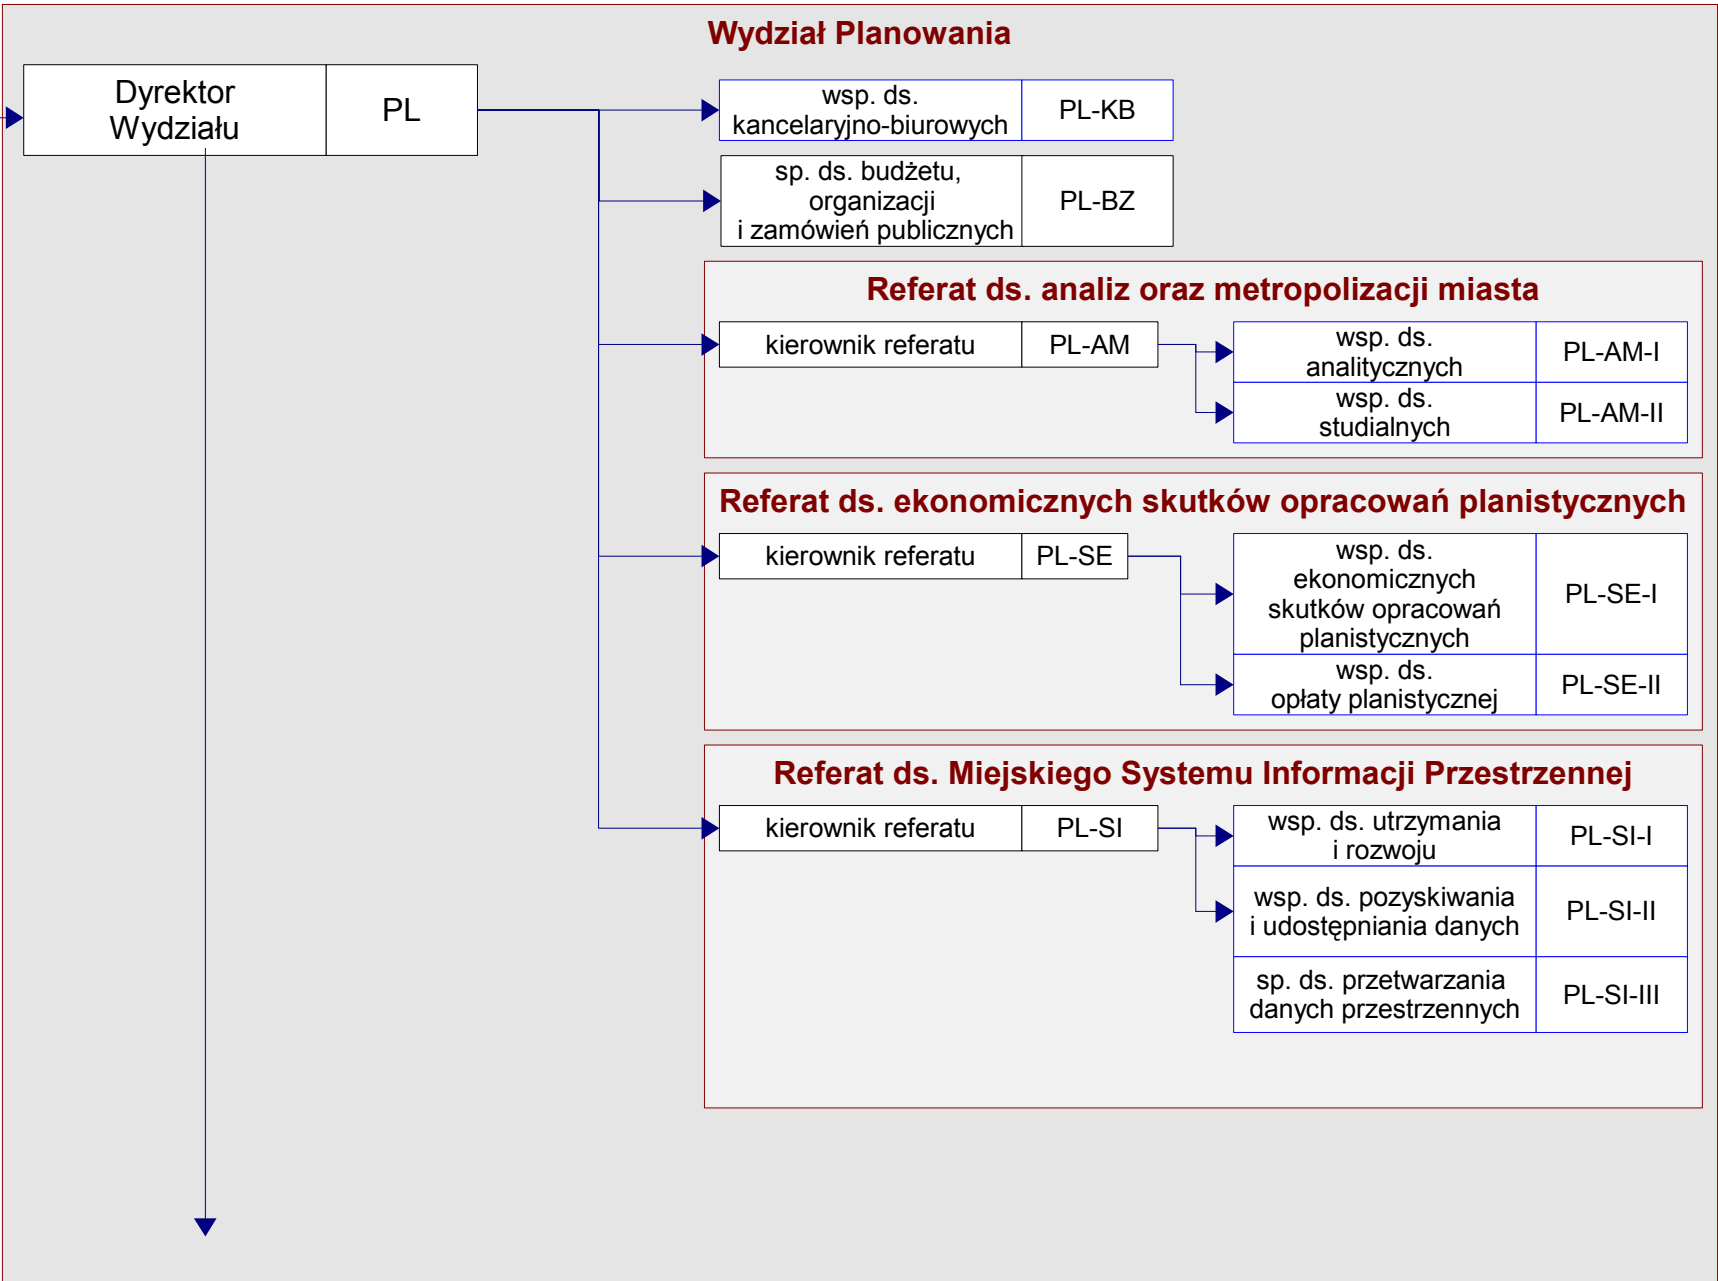 Wydział Planowania
Dyrektor
Wydziału
PL
wsp. ds.
kancelaryjno-biurowych
PL-KB
sp. ds. budżetu,
organizacji
i zamówień publicznych
PL-BZ
Referat ds. analiz oraz metropolizacji miasta
kierownik referatu
PL-AM
wsp. ds.
analitycznych
PL-AM-I
wsp. ds.
studialnych
PL-AM-II
Referat ds. ekonomicznych skutków opracowań planistycznych
kierownik referatu
PL-SE
wsp. ds.
ekonomicznych
skutków opracowań
planistycznych
PL-SE-I
wsp. ds.
opłaty planistycznej
PL-SE-II
Referat ds. Miejskiego Systemu Informacji Przestrzennej
kierownik referatu
PL-SI
wsp. ds. utrzymania
i rozwoju
PL-SI-I
wsp. ds. pozyskiwania
i udostępniania danych
PL-SI-II
sp. ds. przetwarzania
danych przestrzennych
PL-SI-III